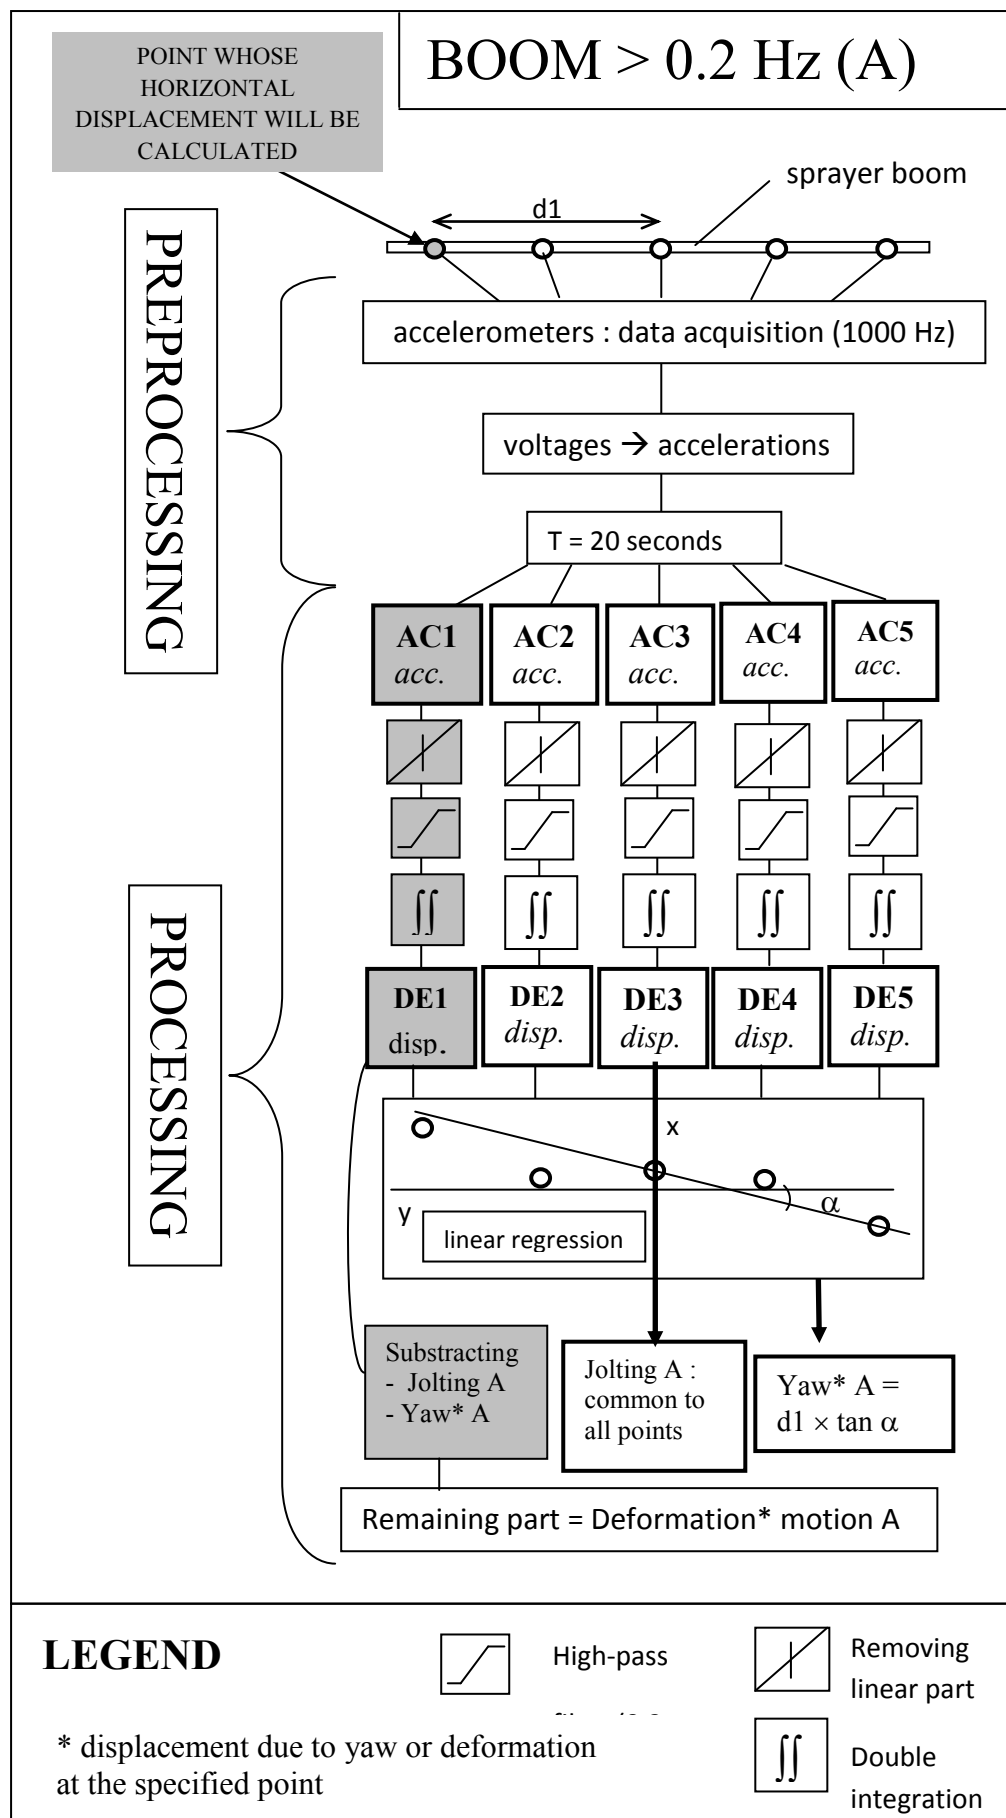 POINT WHOSE
HORIZONTAL
DISPLACEMENT WILL BE
CALCULATED
BOOM > 0.2 Hz (A)
sprayer boom
d1
PREPROCESSING
accelerometers : data acquisition (1000 Hz)
voltages → accelerations
T = 20 seconds
AC1 AC2 AC3 AC4 AC5
acc. acc. acc. acc. acc.
∬ ∬ ∬ ∬ ∬
PROCESSING
DE1 DE2 DE3 DE4 DE5
disp. disp. disp. disp. disp.
x
y
α
linear regression
Substracting
- Jolting A
- Yaw* A
Jolting A :
common to
all points
Yaw* A =
d1 × tan α
Remaining part = Deformation* motion A
LEGEND
High-pass
Removing
linear part
* displacement due to yaw or deformation
at the specified point
∬
Double
integration